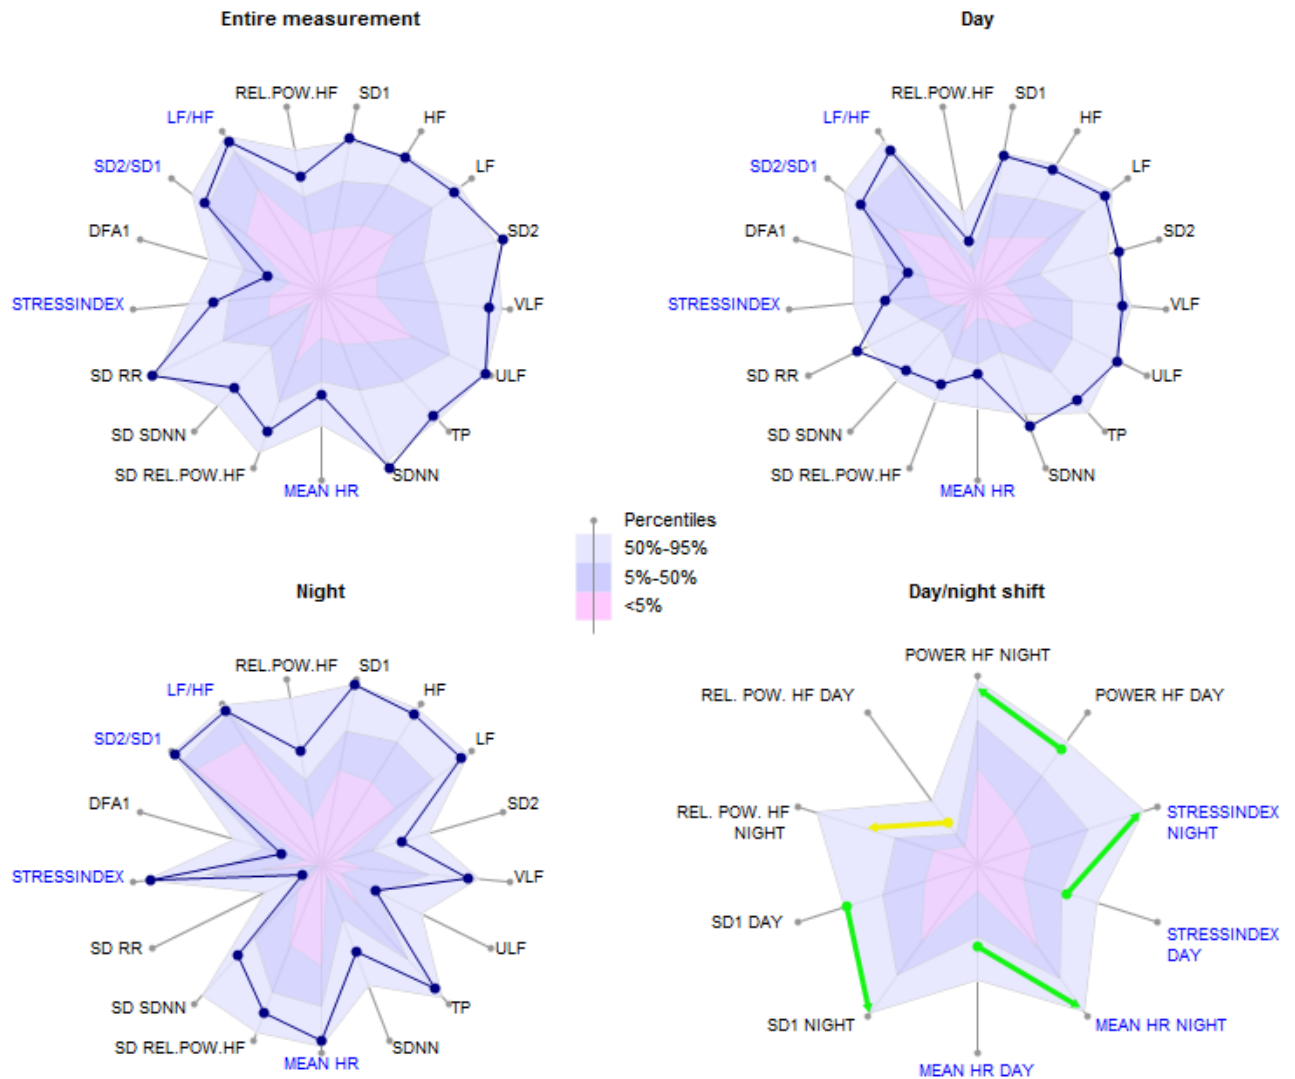 Entire measurement
Day
REL.POW.HF
SD1
LF/HF
HF
SD2/SD1
LF
DFA1
SD2
STRESSINDEX
VLF
SD RR
ULF
SD SDNN
TP
SD REL.POW.HF
SDNN
MEAN HR
REL.POW.HF
SD1
LF/HF
HF
SD2/SD1
LF
DFA1
SD2
STRESSINDEX
VLF
SD RR
ULF
SD SDNN
TP
SD REL.POW.HF
SDNN
MEAN HR
Percentiles
50%-95%
5%-50%
<5%
Night
Day/night shift
REL.POW.HF
SD1
LF/HF
HF
SD2/SD1
LF
DFA1
SD2
STRESSINDEX
VLF
SD RR
ULF
SD SDNN
TP
SD REL.POW.HF
SDNN
MEAN HR
POWER HF NIGHT
REL. POW. HF DAY
POWER HF DAY
REL. POW. HF
NIGHT
STRESSINDEX
NIGHT
SD1 DAY
STRESSINDEX
DAY
SD1 NIGHT
MEAN HR NIGHT
MEAN HR DAY